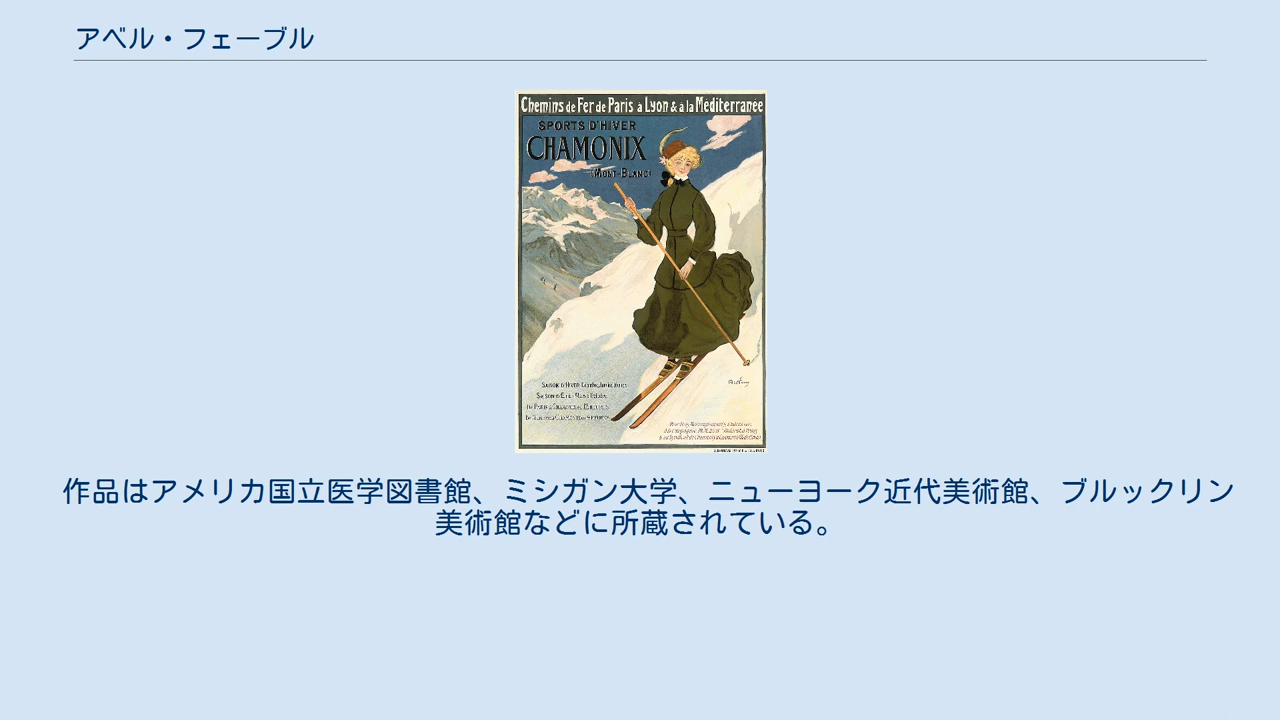 アベル・フェーブル
Chemins de Fer de Paris a Lyon & a la Méditerranée
SPORTS D'HIVER
CHAMONIX
(MONT-BLANC)
作品はアメリカ国立医学図書館、ミシガン大学、ニューヨーク近代美術館、ブルックリン
美術館などに所蔵されている。